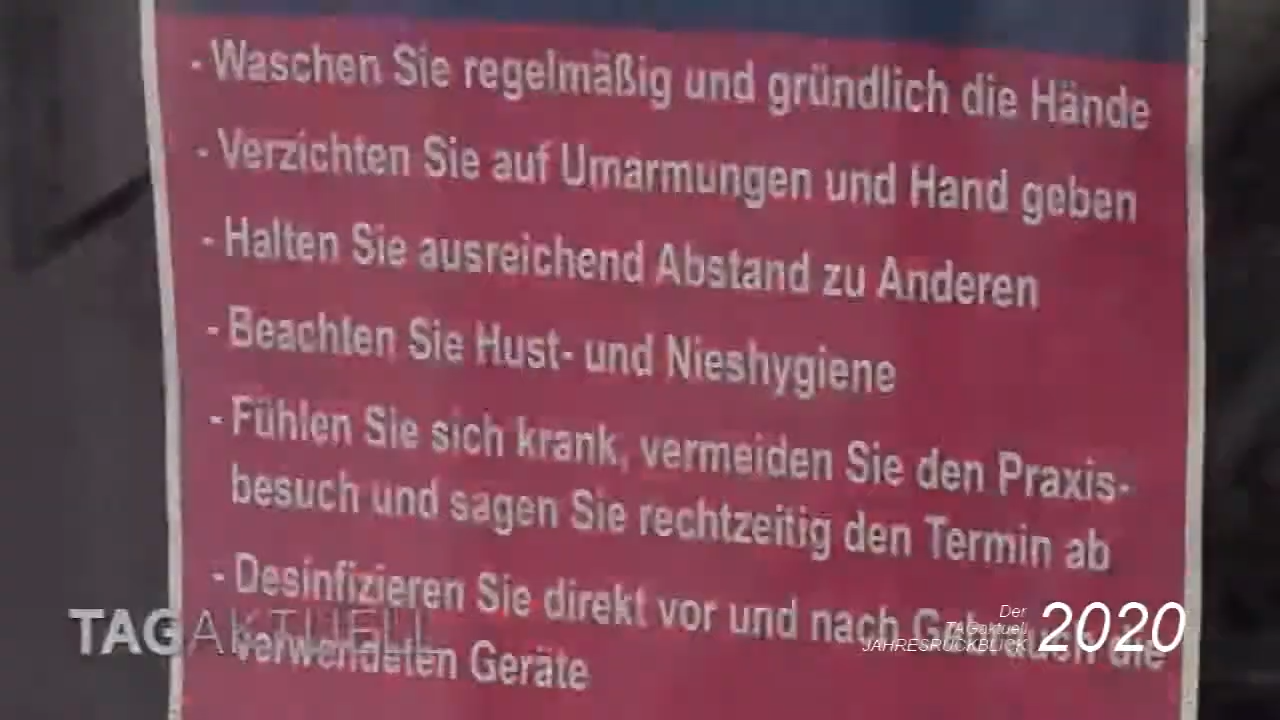 - Waschen Sie regelmäßig und gründlich die Hände
- Verzichten Sie auf Umarmungen und Hand geben
- Halten Sie ausreichend Abstand zu Anderen
- Beachten Sie Hust- und Nieshygiene
- Fühlen Sie sich krank, vermeiden Sie den Praxis-
besuch und sagen Sie rechtzeitig den Termin ab
- Desinfizieren Sie direkt vor und nach Gebrauch die
verwendeten Geräte
TAGAKTUELL
Der
TAGaktuell
JAHRESRÜCKBLICK
2020